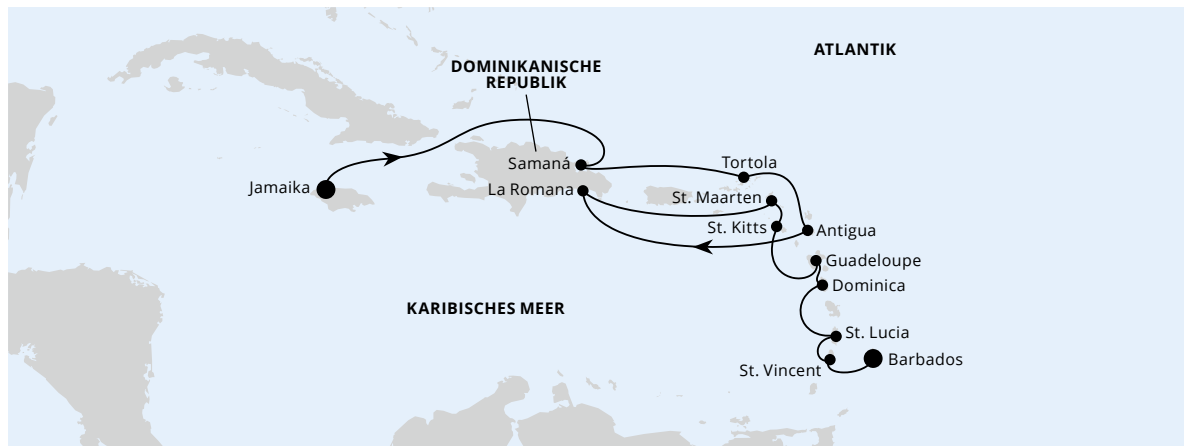 ATLANTIK
DOMINIKANISCHE
REPUBLIK
Samaná
Tortola
Jamaika
La Romana
St. Maarten
St. Kitts
Antigua
Guadeloupe
Dominica
KARIBISCHES MEER
St. Lucia
Barbados
St. Vincent